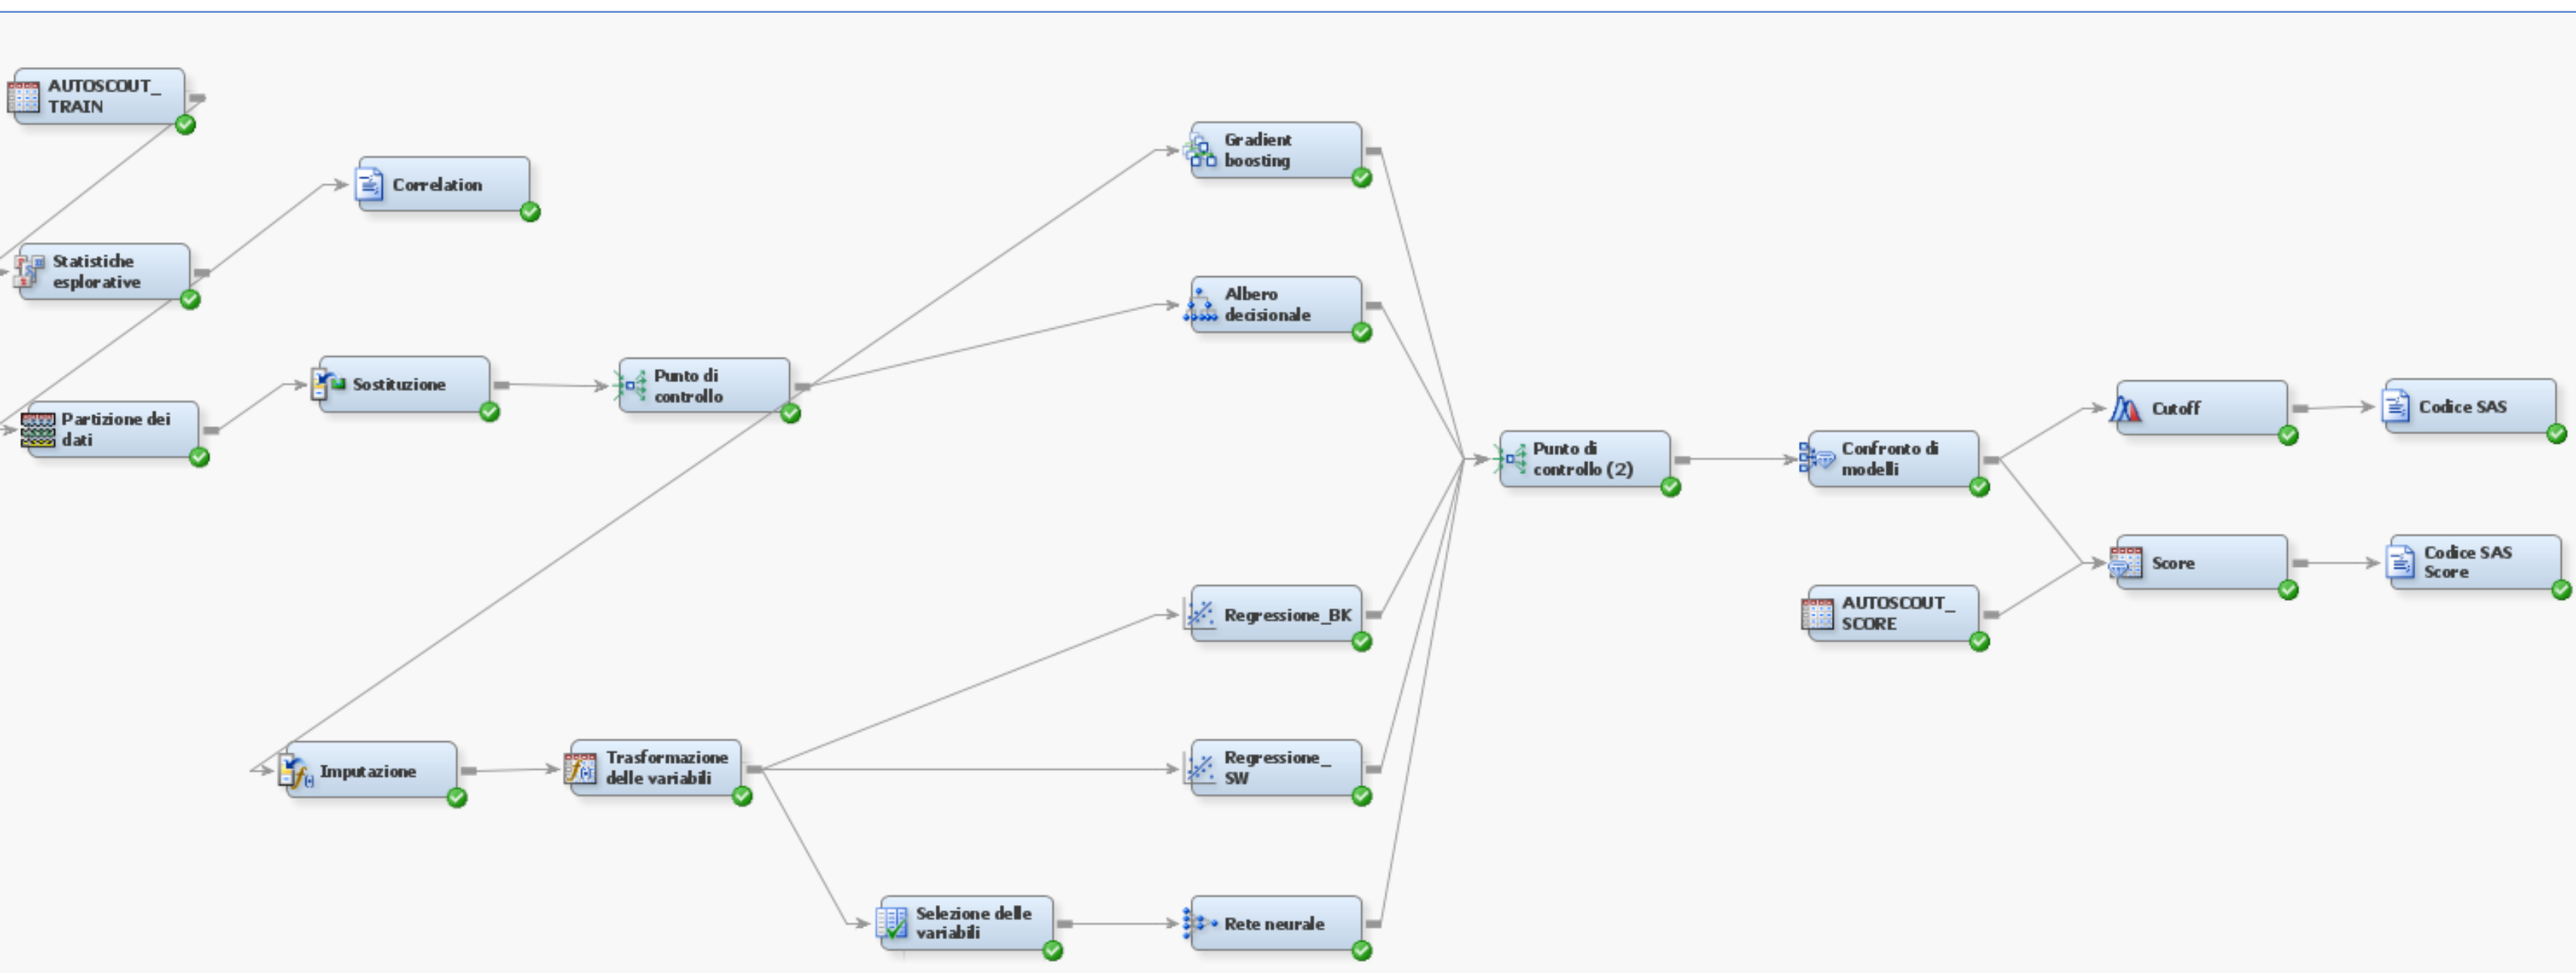 AUTOSCOUT_
TRAIN
Correlation
Statistiche
esplorative
Partizione dei
dati
Sostituzione
Punto di
controllo
Gradient
boosting
Albero
decisionale
Regressione_BK
Regressione_
SW
Imputazione
Trasformazione
delle variabili
Selezione delle
variabili
Rete neurale
Punto di
controllo (2)
Confronto di
modelli
AUTOSCOUT_
SCORE
Cutoff
Codice SAS
Score
Codice SAS
Score